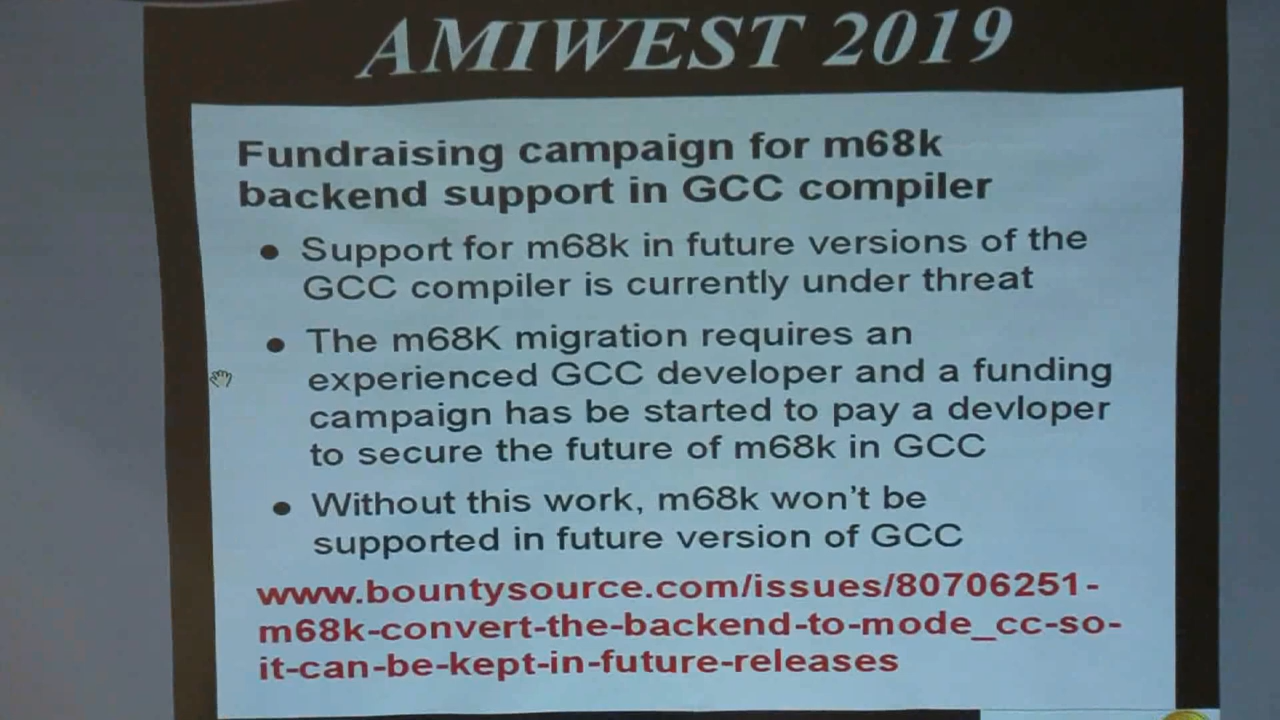 AMIWEST 2019
Fundraising campaign for m68k
backend support in GCC compiler
● Support for m68k in future versions of the
GCC compiler is currently under threat
● The m68K migration requires an
experienced GCC developer and a funding
campaign has be started to pay a devloper
to secure the future of m68k in GCC
● Without this work, m68k won't be
supported in future version of GCC
www.bountysource.com/issues/80706251-
m68k-convert-the-backend-to-mode_cc-so-
it-can-be-kept-in-future-releases